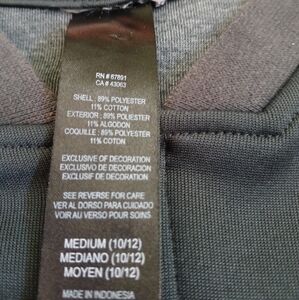 RN # 67891
CA # 43063
SHELL : 89% POLYESTER
11% COTTON
EXTERIOR : 89% POLIESTER
11% ALGODON
COQUILLE : 89% POLYESTER
11% COTON
EXCLUSIVE OF DECORATION
EXCLUSIVO DE DECORACION
EXCLUSIF DE DECORATION
SEE REVERSE FOR CARE
VER AL DORSO PARA CUIDADO
VOIR AU VERSO POUR SOINS
MEDIUM (10/12)
MEDIANO (10/12)
MOYEN (10/12)
MADE IN INDONESIA